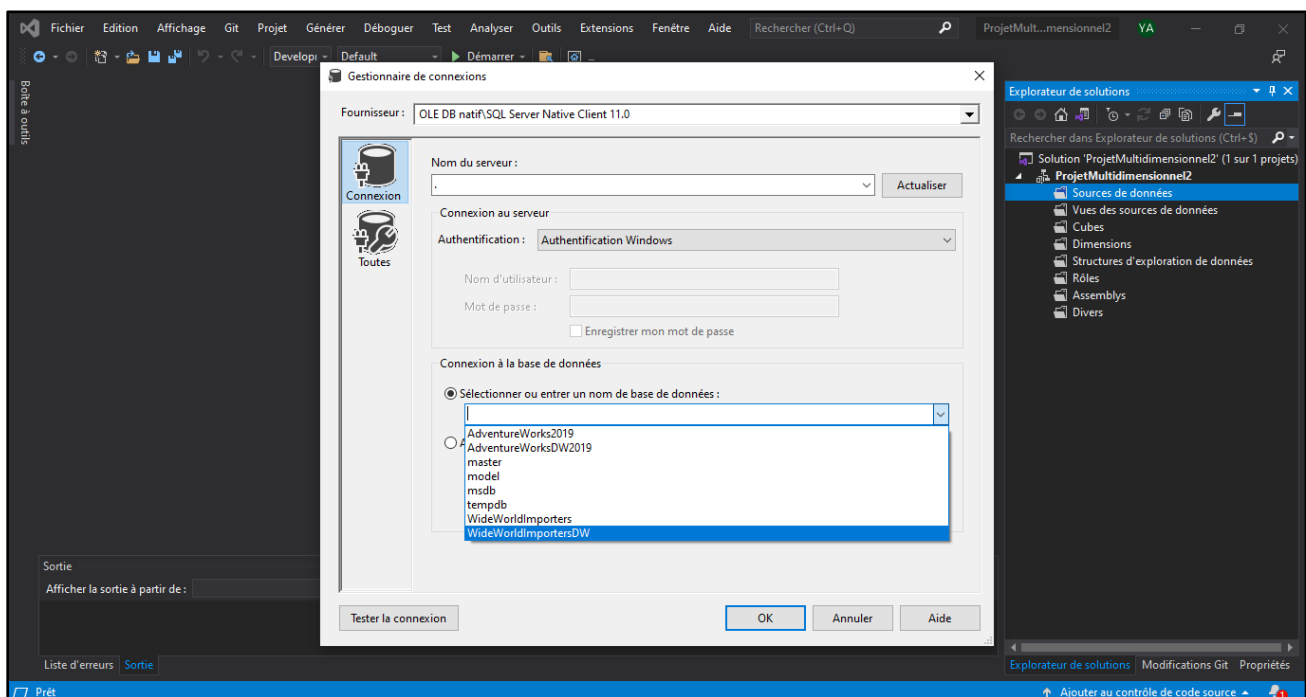 Fichier Edition Affichage Git Projet Générer Déboguer Test Analyser Outils Extensions Fenêtre Aide Rechercher (Ctrl+Q) ProjetMult...mensionnel2 YA
Default Démarrer
Boîte à outils
Gestionnaire de connexions
Fournisseur : OLE DB natif\SQL Server Native Client 11.0
Connexion
Toutes
Nom du serveur :
. Actualiser
Connexion au serveur
Authentification : Authentification Windows
Nom d'utilisateur :
Mot de passe :
Enregistrer mon mot de passe
Connexion à la base de données
Sélectionner ou entrer un nom de base de données :
AdventureWorks2019
AdventureWorksDW2019
master
model
msdb
tempdb
WideWorldImporters
WideWorldImportersDW
Tester la connexion OK Annuler Aide
Explorateur de solutions
Rechercher dans Explorateur de solutions (Ctrl+$)
Solution 'ProjetMultidimensionnel2' (1 sur 1 projets)
ProjetMultidimensionnel2
Sources de données
Vues des sources de données
Cubes
Dimensions
Structures d'exploration de données
Rôles
Assemblys
Divers
Sortie
Afficher la sortie à partir de :
Liste d'erreurs Sortie
Explorateur de solutions Modifications Git Propriétés
Prêt Ajouter au contrôle de code source